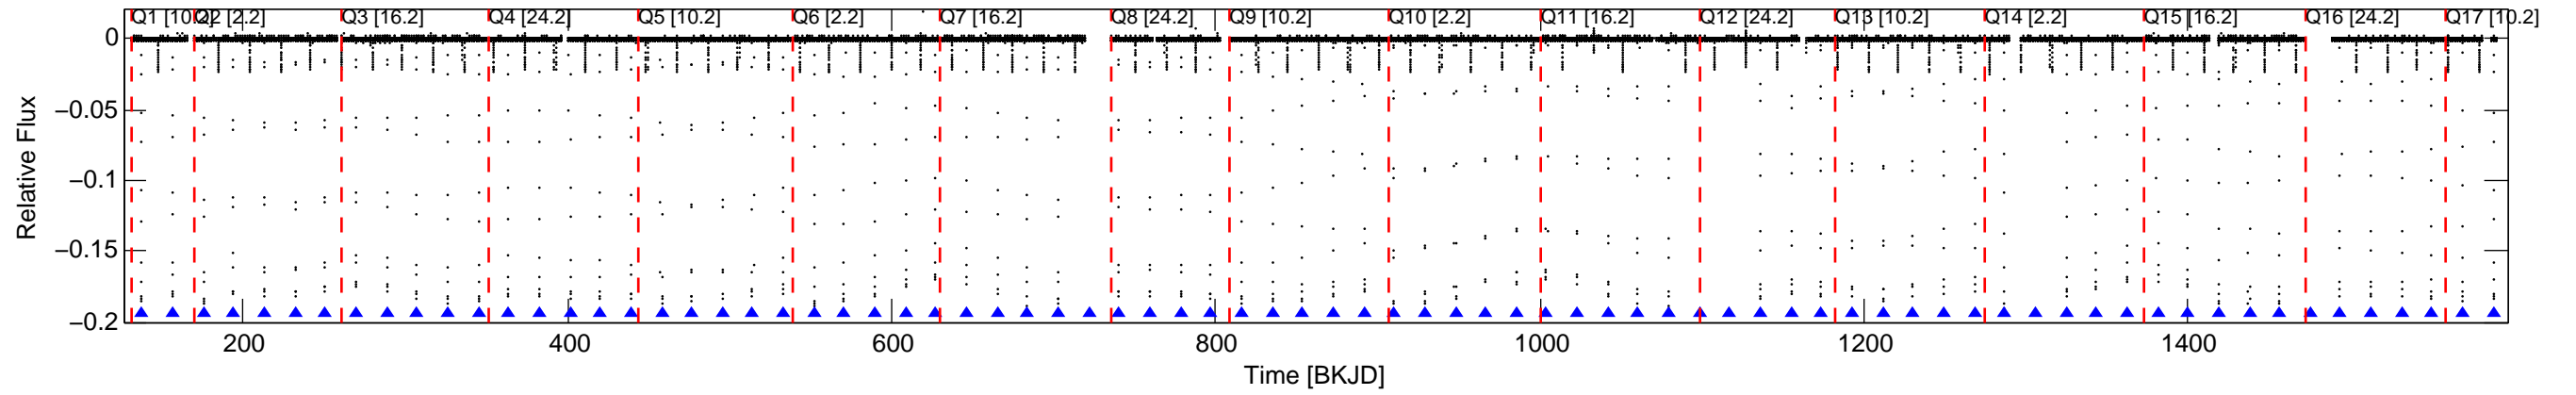 Q1 [10.2] Q2 [2.2] Q3 [16.2] Q4 [24.2] Q5 [10.2] Q6 [2.2] Q7 [16.2] Q8 [24.2] Q9 [10.2] Q10 [2.2] Q11 [16.2] Q12 [24.2] Q13 [10.2] Q14 [2.2] Q15 [16.2] Q16 [24.2] Q17 [10.2]
0
−0.05
−0.1
−0.15
−0.2
Relative Flux
200 400 600 800 1000 1200 1400
Time [BKJD]